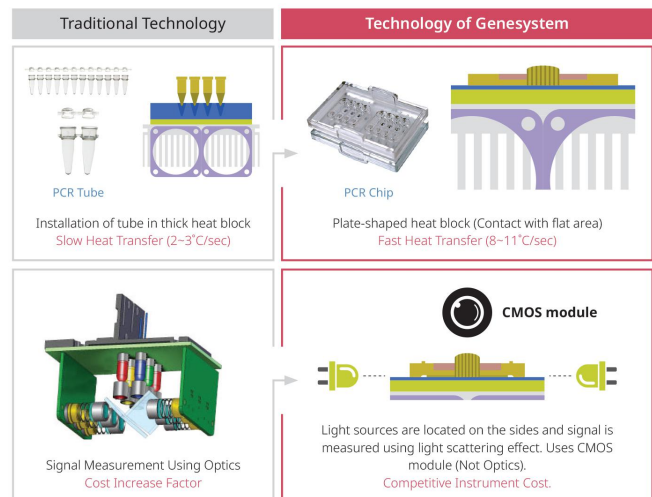 Traditional Technology
Technology of Genesystem
PCR Tube
Installation of tube in thick heat block
Slow Heat Transfer (2~3˚C/sec)
PCR Chip
Plate-shaped heat block (Contact with flat area)
Fast Heat Transfer (8~11˚C/sec)
Signal Measurement Using Optics
Cost Increase Factor
CMOS module
Light sources are located on the sides and signal is
measured using light scattering effect. Uses CMOS
module (Not Optics).
Competitive Instrument Cost.